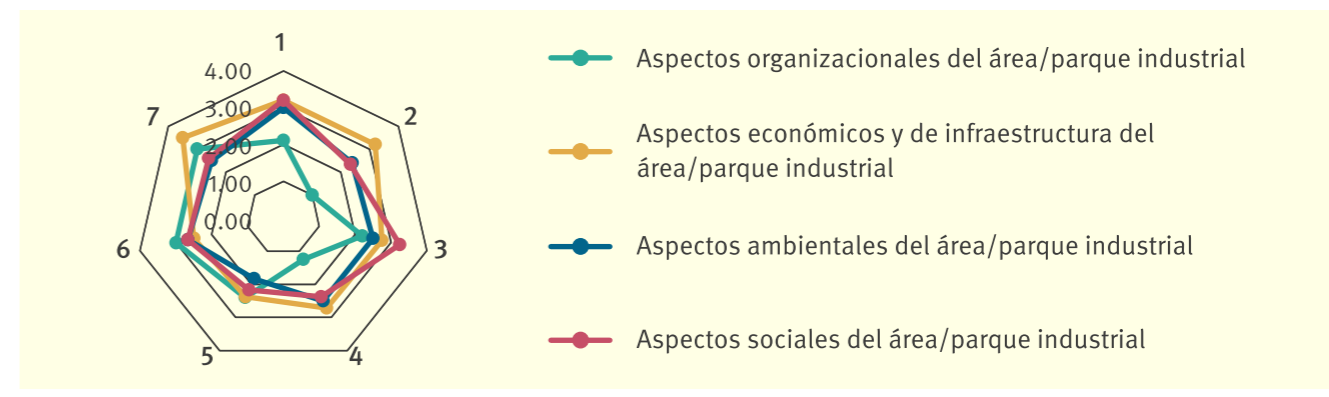 1
4.00
7
3.00
2
2.00
1.00
0.00
6
3
5
4
Aspectos organizacionales del área/parque industrial
Aspectos económicos y de infraestructura del
área/parque industrial
Aspectos ambientales del área/parque industrial
Aspectos sociales del área/parque industrial